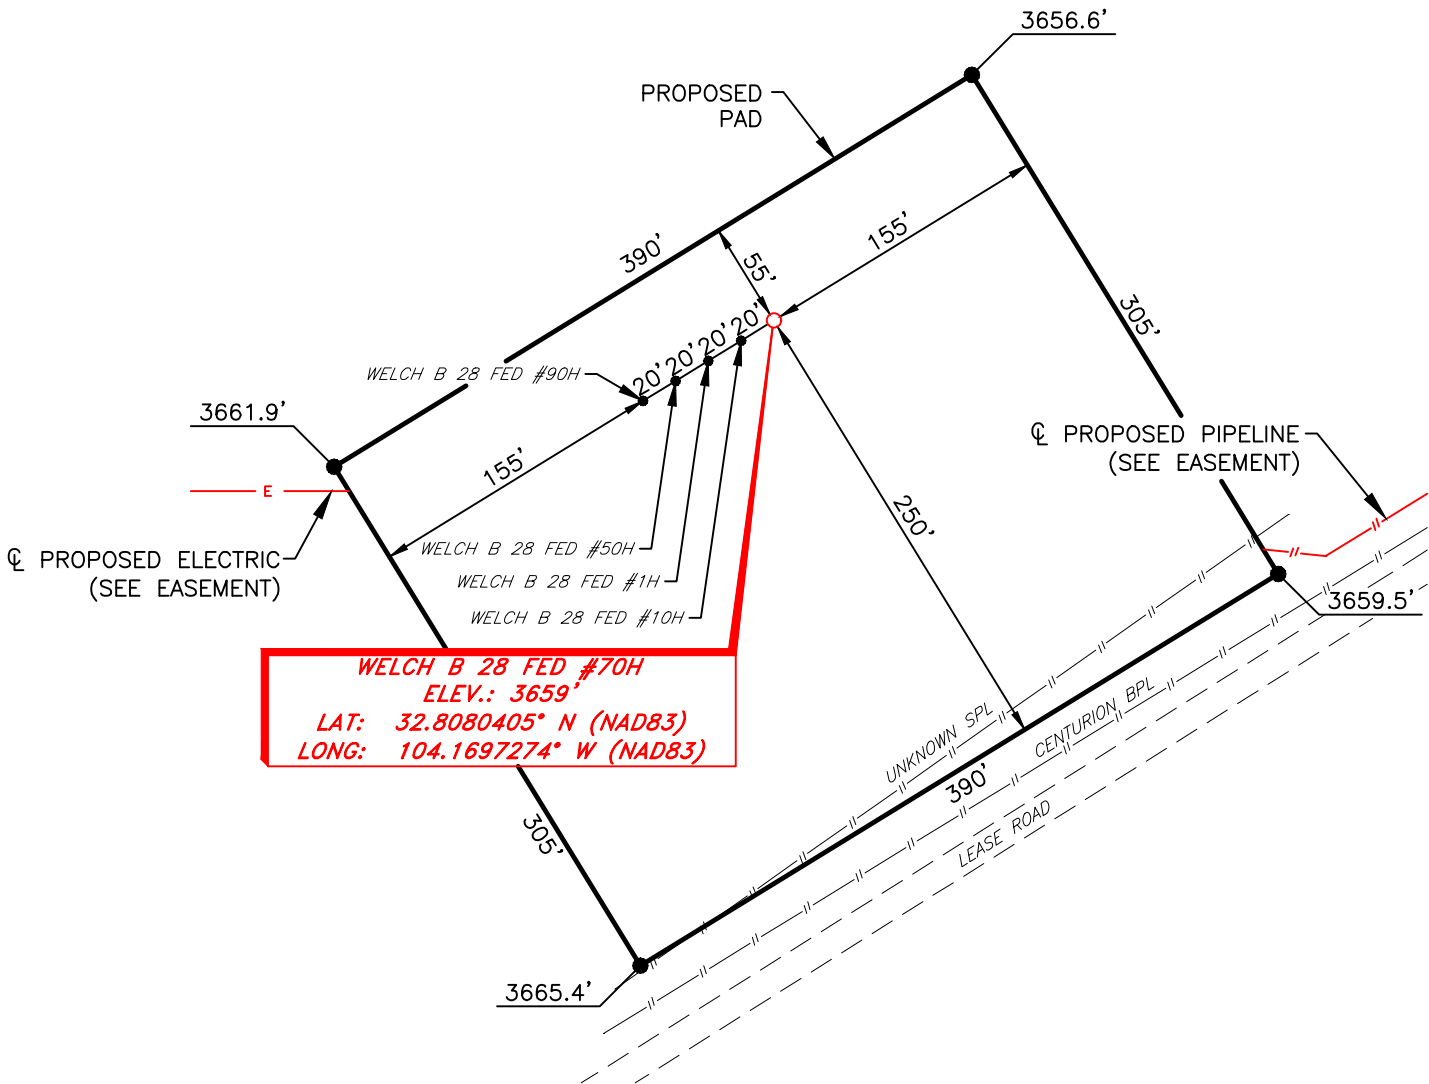 3656.6'
PROPOSED
PAD
390'
155'
55'
305'
20'
20'
20'
20'
WELCH B 28 FED #90H
3661.9'
℄ PROPOSED PIPELINE
(SEE EASEMENT)
155'
E
250'
℄ PROPOSED ELECTRIC
(SEE EASEMENT)
WELCH B 28 FED #50H
WELCH B 28 FED #1H
WELCH B 28 FED #10H
3659.5'
WELCH B 28 FED #70H
ELEV.: 3659'
LAT: 32.8080405° N (NAD83)
LONG: 104.1697274° W (NAD83)
UNKNOWN SPL
CENTURION BPL
390'
LEASE ROAD
305'
3665.4'